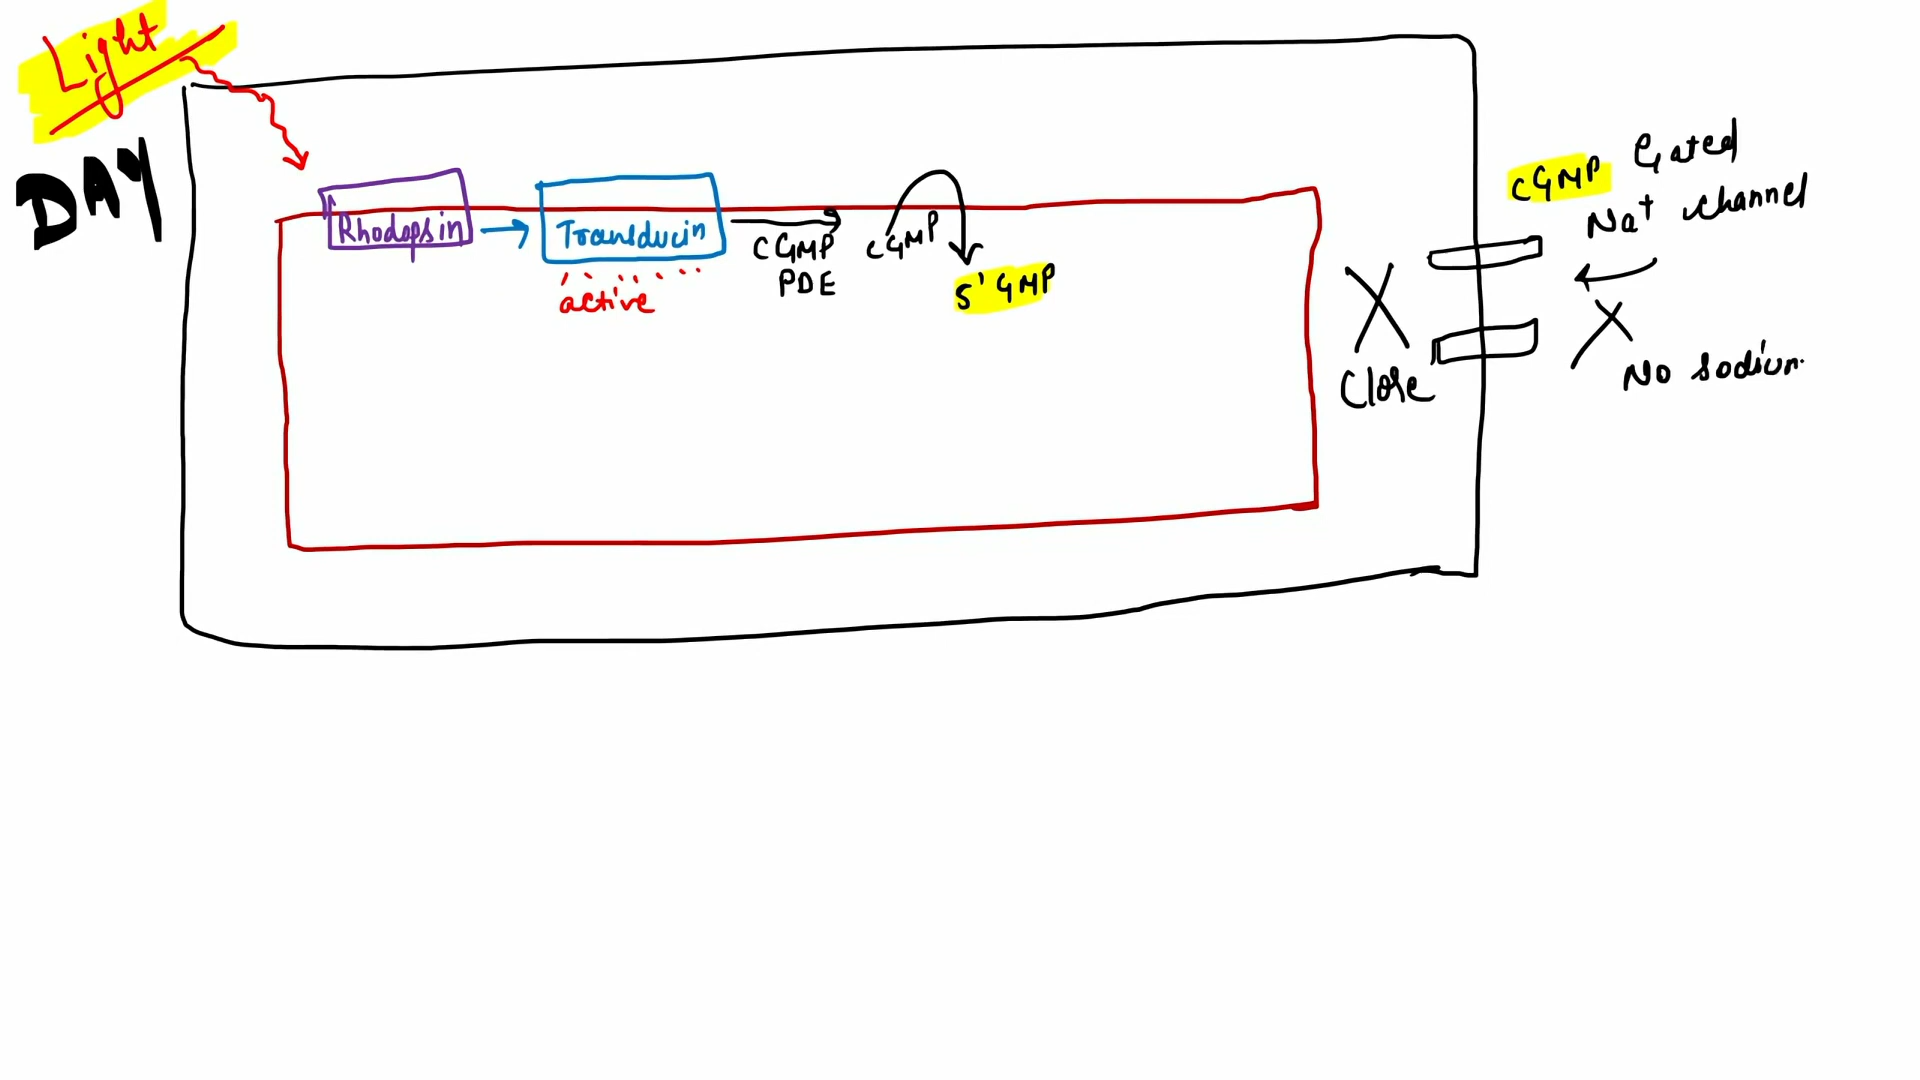 Light
DAY
Rhodopsin
Transducin
active
cGMP
PDE
cGMP
5' GMP
cGMP Gated
Na+ channel
Close
No sodium